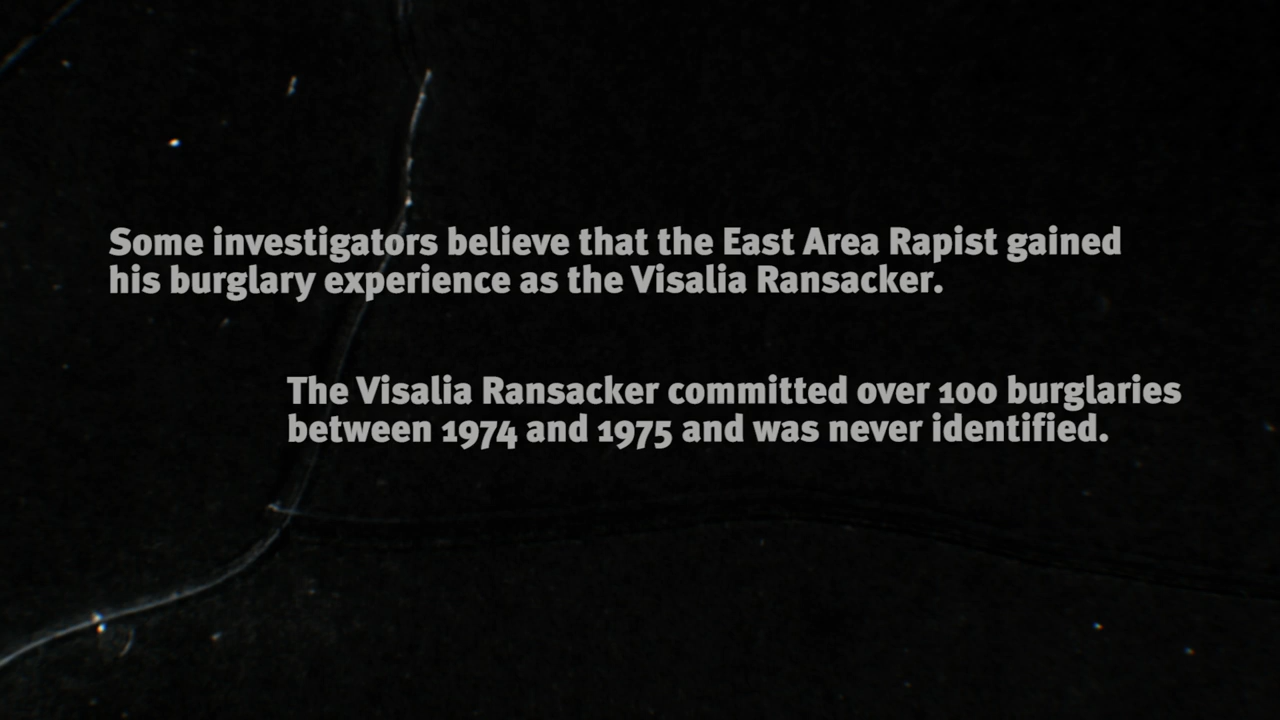 Some investigators believe that the East Area Rapist gained
his burglary experience as the Visalia Ransacker.
The Visalia Ransacker committed over 100 burglaries
between 1974 and 1975 and was never identified.